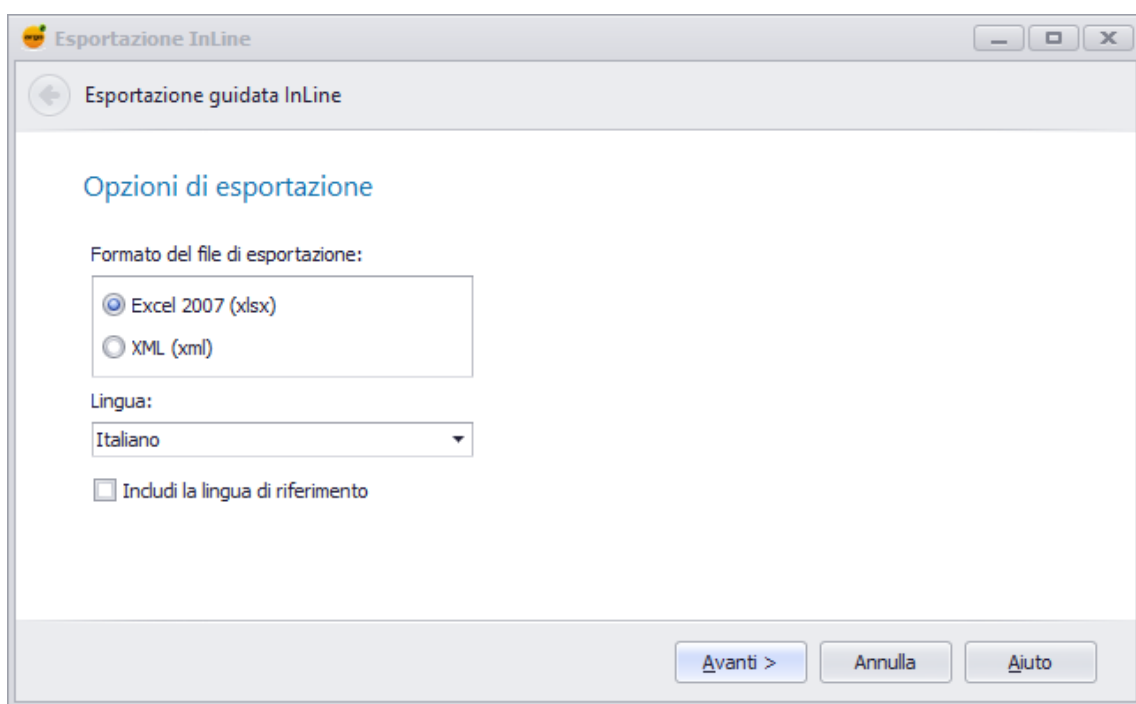 Esportazione InLine
Esportazione guidata InLine
Opzioni di esportazione
Formato del file di esportazione:
Excel 2007 (xlsx)
XML (xml)
Lingua:
Italiano
Includi la lingua di riferimento
Avanti >
Annulla
Aiuto